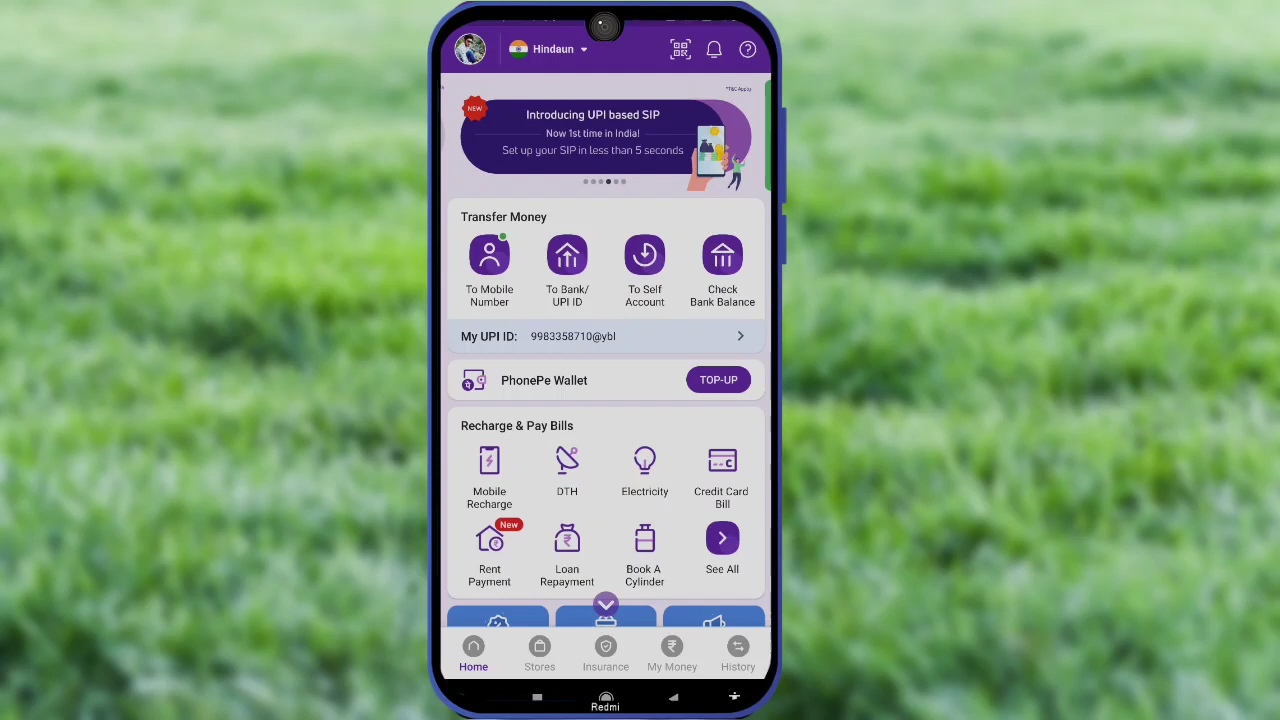 Hindaun
*T&C Apply
NEW
Introducing UPI based SIP
Now 1st time in India!
Set up your SIP in less than 5 seconds
Transfer Money
To Mobile
Number
To Bank/
UPI ID
To Self
Account
Check
Bank Balance
My UPI ID: 9983358710@ybl
PhonePe Wallet
TOP-UP
Recharge & Pay Bills
Mobile
Recharge
DTH
Electricity
Credit Card
Bill
New
Rent
Payment
Loan
Repayment
Book A
Cylinder
See All
Home
Stores
Insurance
My Money
History
Redmi